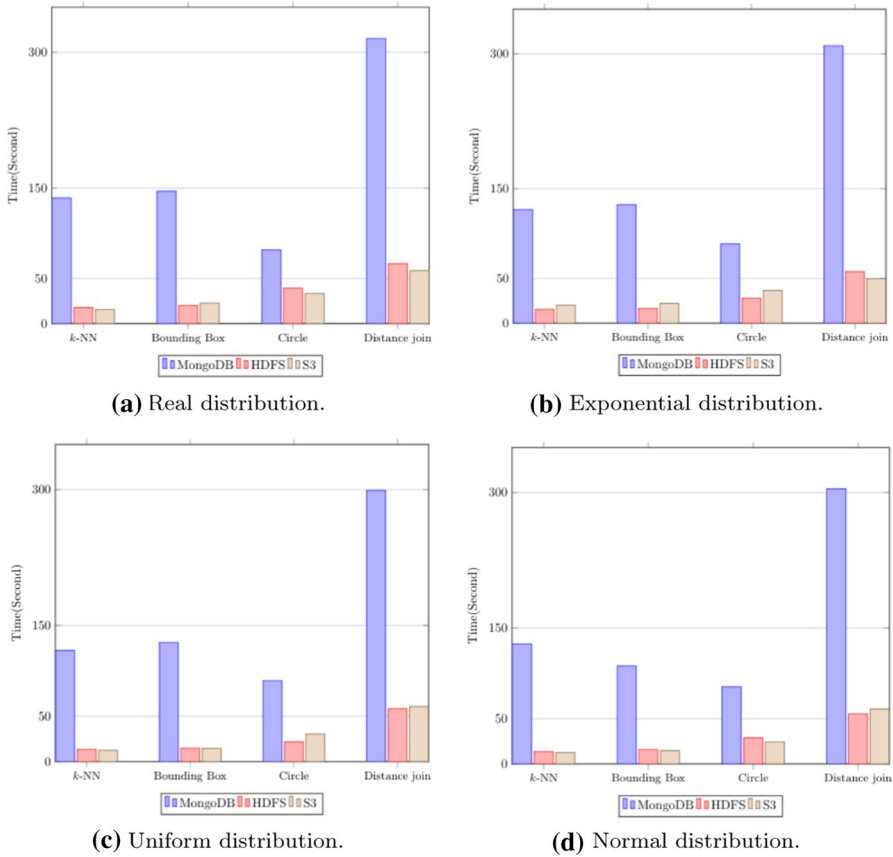 300
150
50
0
Time(Second)
k-NN
Bounding Box
Circle
Distance join
MongoDB HDFS S3
(a) Real distribution.
300
150
50
0
Time(Second)
k-NN
Bounding Box
Circle
Distance join
MongoDB HDFS S3
(b) Exponential distribution.
300
150
50
0
Time(Second)
k-NN
Bounding Box
Circle
Distance join
MongoDB HDFS S3
(c) Uniform distribution.
300
150
50
0
Time(Second)
k-NN
Bounding Box
Circle
Distance join
MongoDB HDFS S3
(d) Normal distribution.